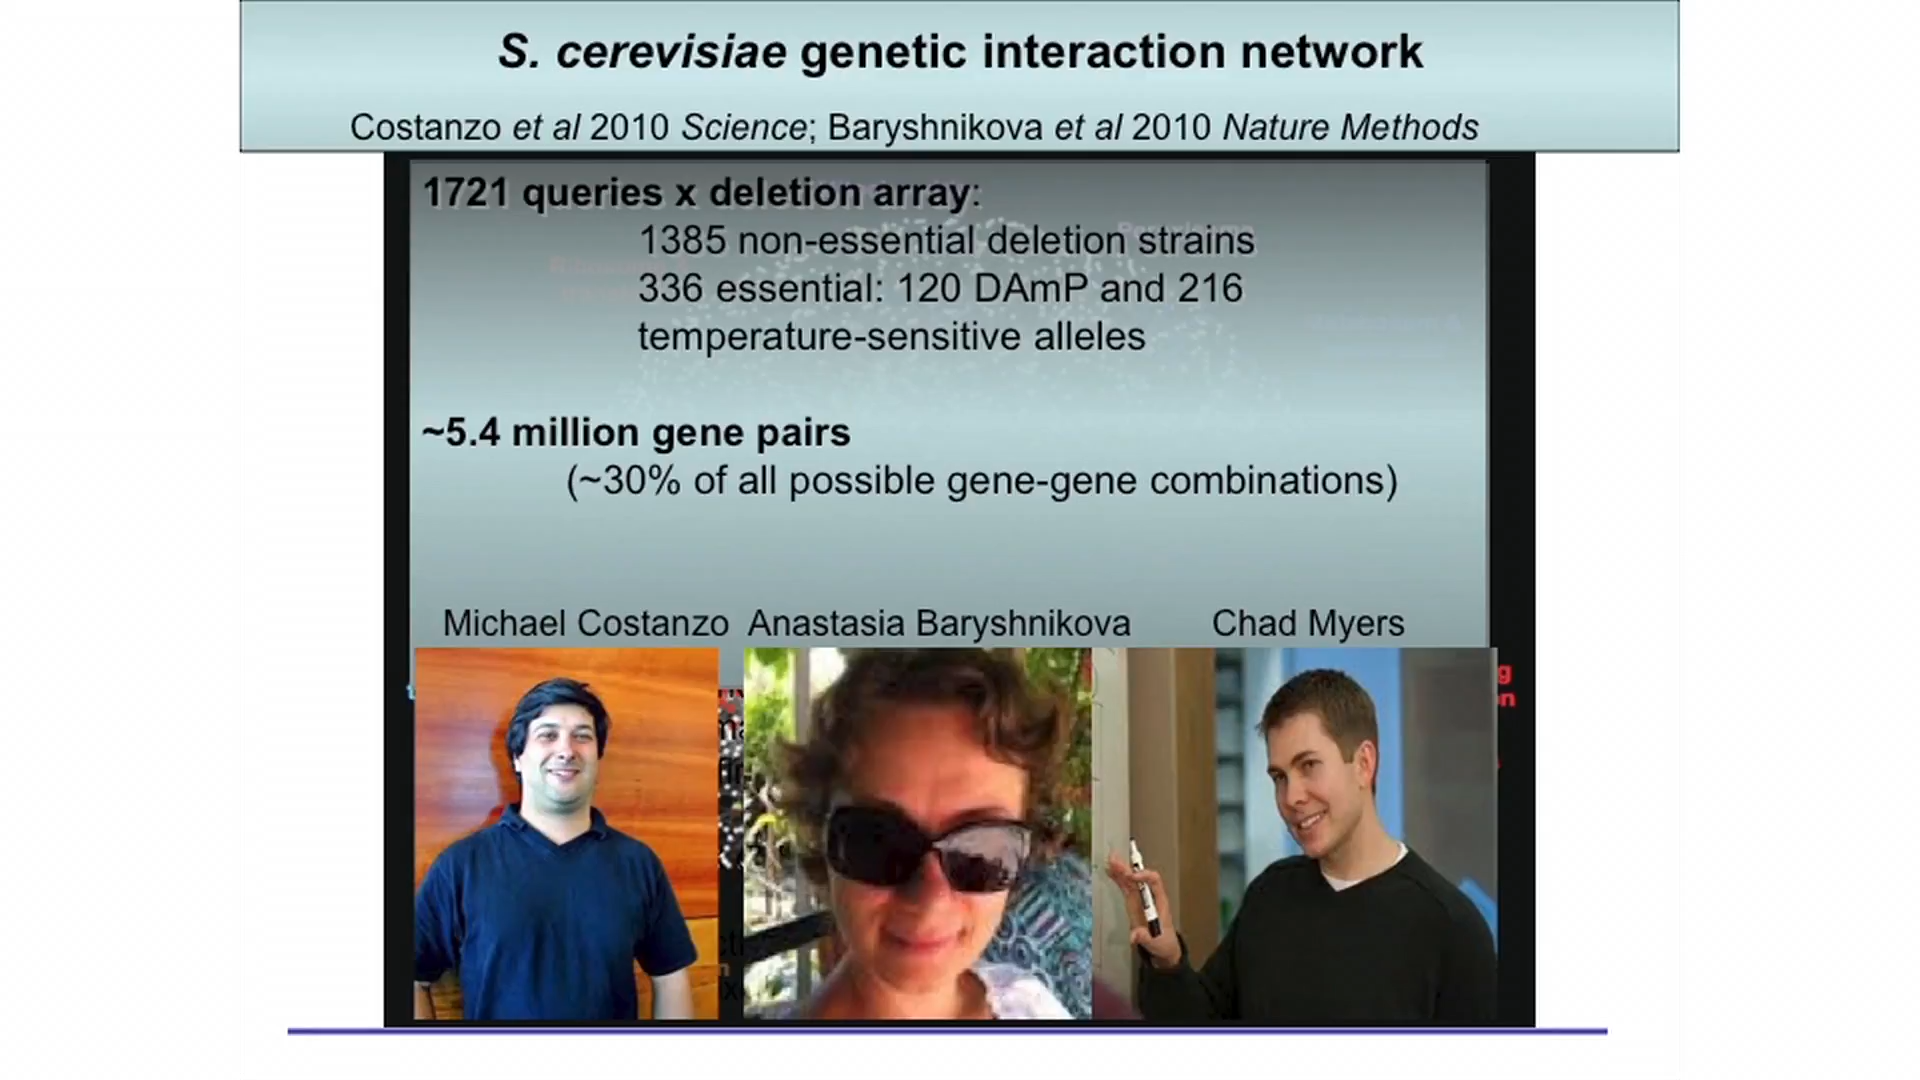 S. cerevisiae genetic interaction network
Costanzo et al 2010 Science; Baryshnikova et al 2010 Nature Methods
1721 queries x deletion array:
1385 non-essential deletion strains
336 essential: 120 DAmP and 216
temperature-sensitive alleles
~5.4 million gene pairs
(~30% of all possible gene-gene combinations)
Michael Costanzo Anastasia Baryshnikova Chad Myers